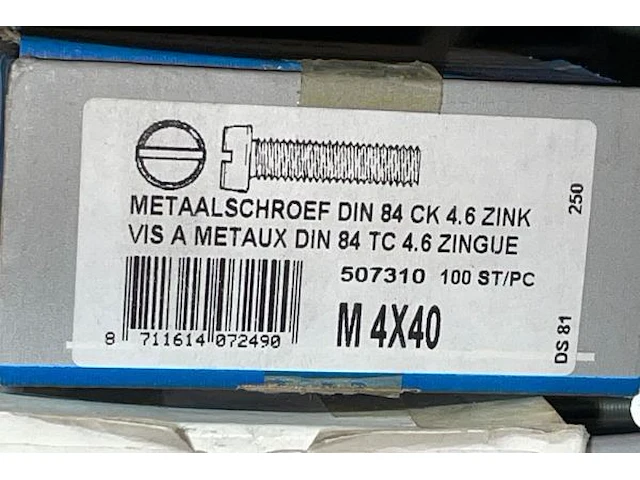 METAALSCHROEF DIN 84 CK 4.6 ZINK
VIS A METAUX DIN 84 TC 4.6 ZINGUE
507310 100 ST/PC
8 711614 072490
M 4X40
250
DS 81